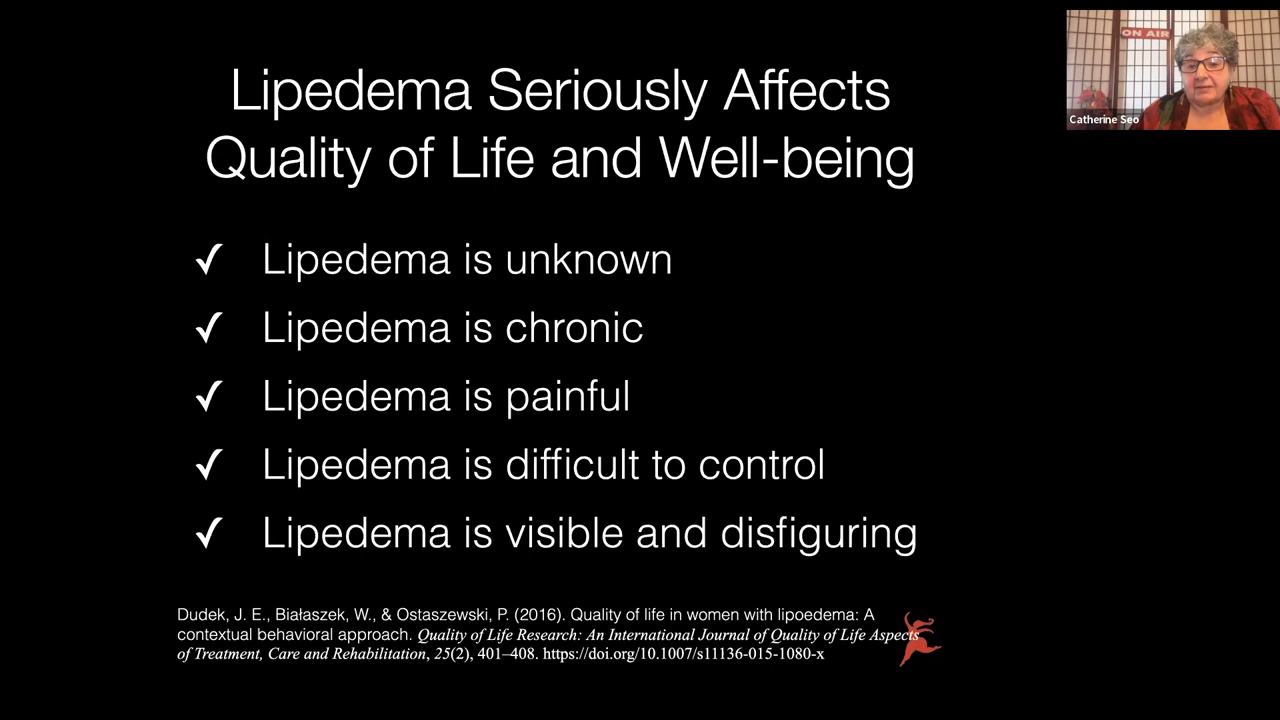 Lipedema Seriously Affects
Quality of Life and Well-being
✓ Lipedema is unknown
✓ Lipedema is chronic
✓ Lipedema is painful
✓ Lipedema is difficult to control
✓ Lipedema is visible and disfiguring
Dudek, J. E., Białaszek, W., & Ostaszewski, P. (2016). Quality of life in women with lipoedema: A
contextual behavioral approach. Quality of Life Research: An International Journal of Quality of Life Aspects
of Treatment, Care and Rehabilitation, 25(2), 401–408. https://doi.org/10.1007/s11136-015-1080-x
ON AIR
Catherine Seo